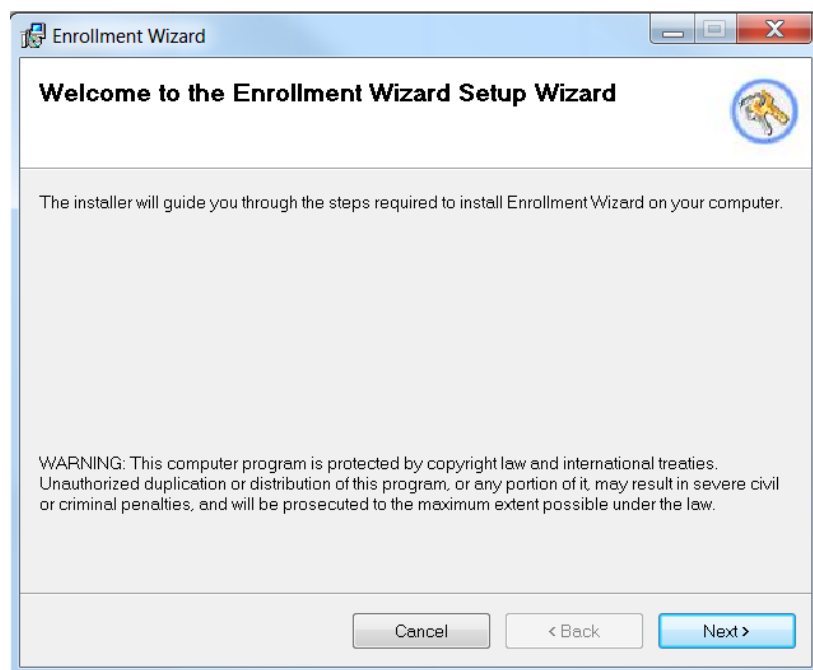 Enrollment Wizard
Welcome to the Enrollment Wizard Setup Wizard
The installer will guide you through the steps required to install Enrollment Wizard on your computer.
WARNING: This computer program is protected by copyright law and international treaties.
Unauthorized duplication or distribution of this program, or any portion of it, may result in severe civil
or criminal penalties, and will be prosecuted to the maximum extent possible under the law.
Cancel < Back Next >